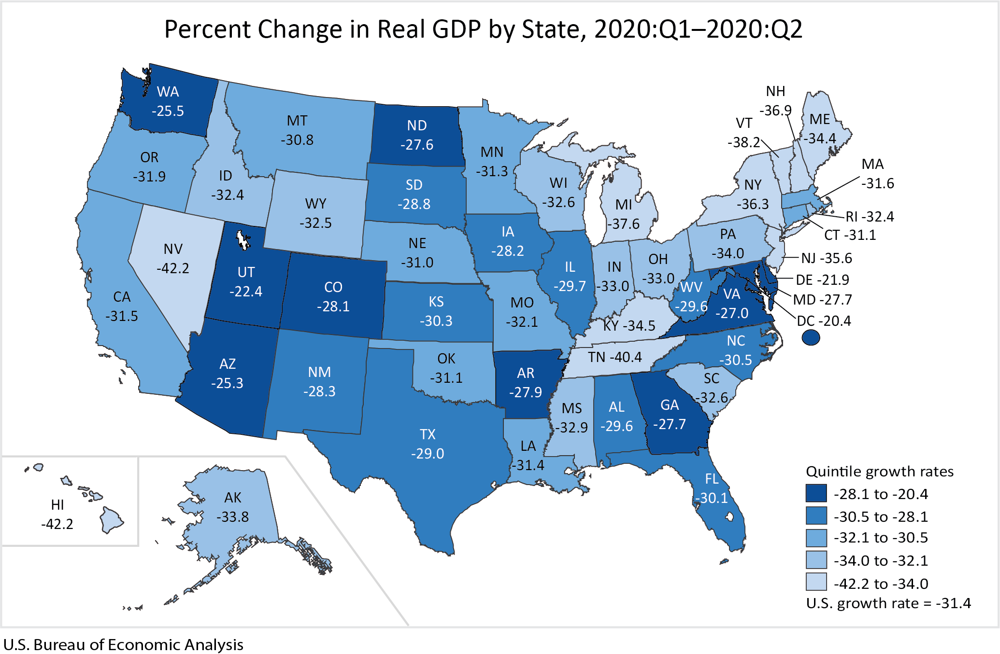 Percent Change in Real GDP by State, 2020:Q1–2020:Q2
WA
-25.5
MT
-30.8
ND
-27.6
MN
-31.3
OR
-31.9
ID
-32.4
WY
-32.5
SD
-28.8
WI
-32.6
MI
-37.6
NY
-36.3
VT
-38.2
NH
-36.9
ME
-34.4
MA
-31.6
RI -32.4
CT -31.1
NJ -35.6
DE -21.9
MD -27.7
DC -20.4
PA
-34.0
NV
-42.2
CA
-31.5
UT
-22.4
CO
-28.1
NE
-31.0
IA
-28.2
IL
-29.7
IN
-33.0
OH
-33.0
WV
-29.6
VA
-27.0
KS
-30.3
MO
-32.1
KY -34.5
TN -40.4
NC
-30.5
SC
-32.6
AZ
-25.3
NM
-28.3
OK
-31.1
AR
-27.9
MS
-32.9
AL
-29.6
GA
-27.7
TX
-29.0
LA
-31.4
FL
-30.1
HI
-42.2
AK
-33.8
Quintile growth rates
-28.1 to -20.4
-30.5 to -28.1
-32.1 to -30.5
-34.0 to -32.1
-42.2 to -34.0
U.S. growth rate = -31.4
U.S. Bureau of Economic Analysis